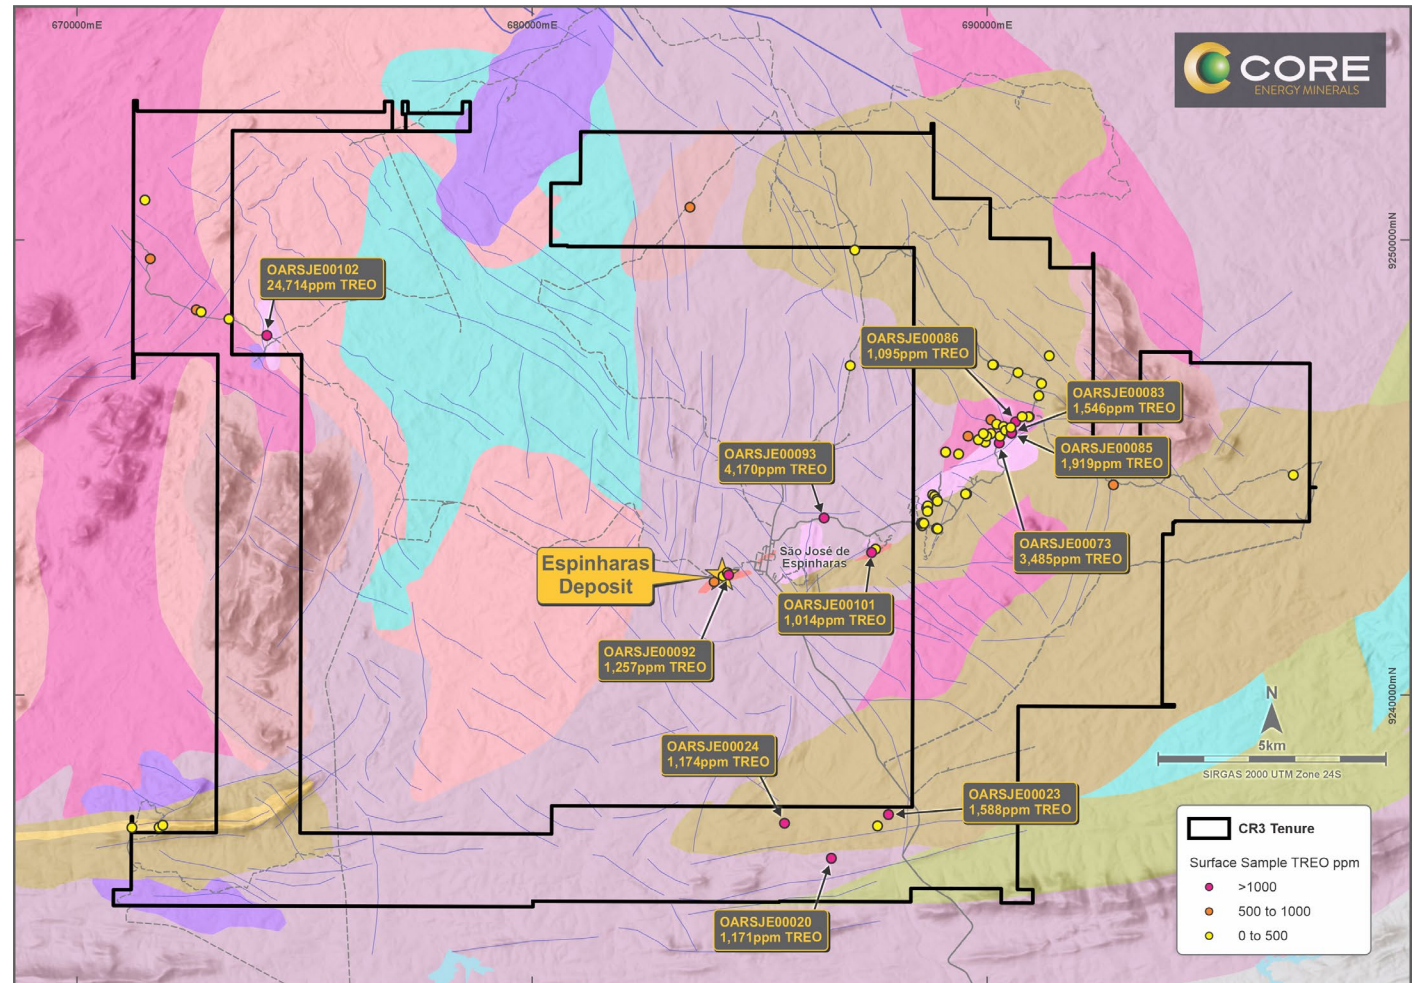 670000mE
680000mE
690000mE
CORE
ENERGY MINERALS
9250000mN
OARSJE00102
24,714ppm TREO
OARSJE00086
1,095ppm TREO
OARSJE00083
1,546ppm TREO
OARSJE00085
1,919ppm TREO
OARSJE00093
4,170ppm TREO
OARSJE00073
3,485ppm TREO
São José de
Espinharas
Espinharas
Deposit
OARSJE00101
1,014ppm TREO
OARSJE00092
1,257ppm TREO
9240000mN
N
5km
SIRGAS 2000 UTM Zone 24S
OARSJE00024
1,174ppm TREO
OARSJE00023
1,588ppm TREO
OARSJE00020
1,171ppm TREO
CR3 Tenure
Surface Sample TREO ppm
>1000
500 to 1000
0 to 500